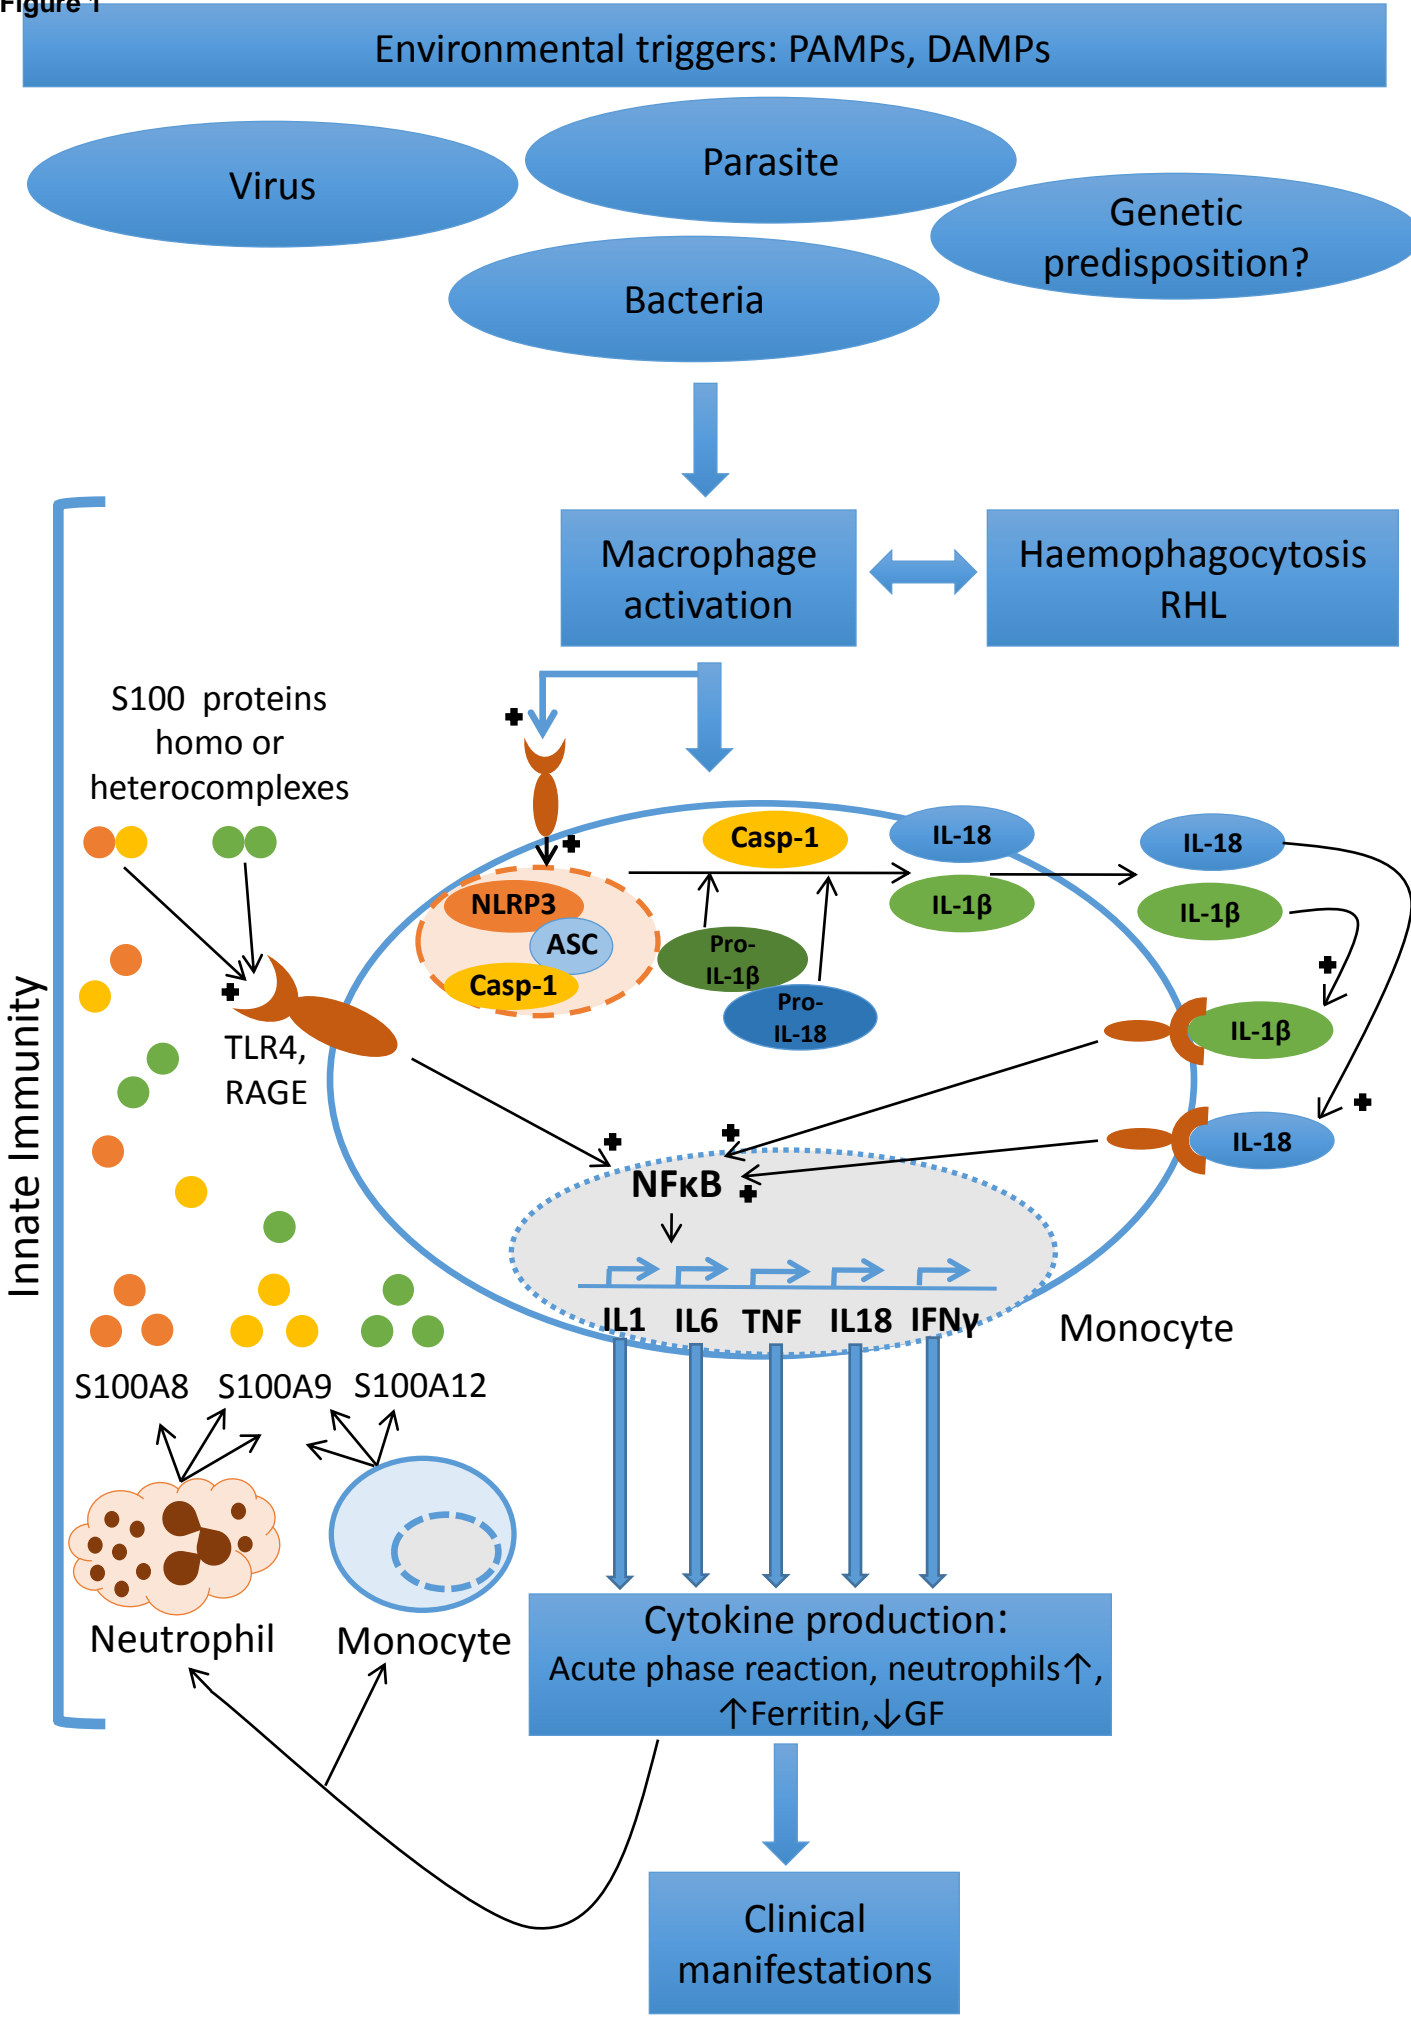 Figure 1
Environmental triggers: PAMPs, DAMPs
Virus
Parasite
Genetic
predisposition?
Bacteria
Macrophage
activation
Haemophagocytosis
RHL
S100 proteins
homo or
heterocomplexes
Casp-1
IL-18
IL-18
NLRP3
IL-1β
IL-1β
ASC
Pro-
IL-1β
Casp-1
Pro-
IL-18
TLR4,
RAGE
IL-1β
IL-18
Innate Immunity
NFκB
IL1 IL6 TNF IL18 IFNγ
Monocyte
S100A8 S100A9 S100A12
Neutrophil
Monocyte
Cytokine production:
Acute phase reaction, neutrophils↑,
↑Ferritin,↓GF
Clinical
manifestations